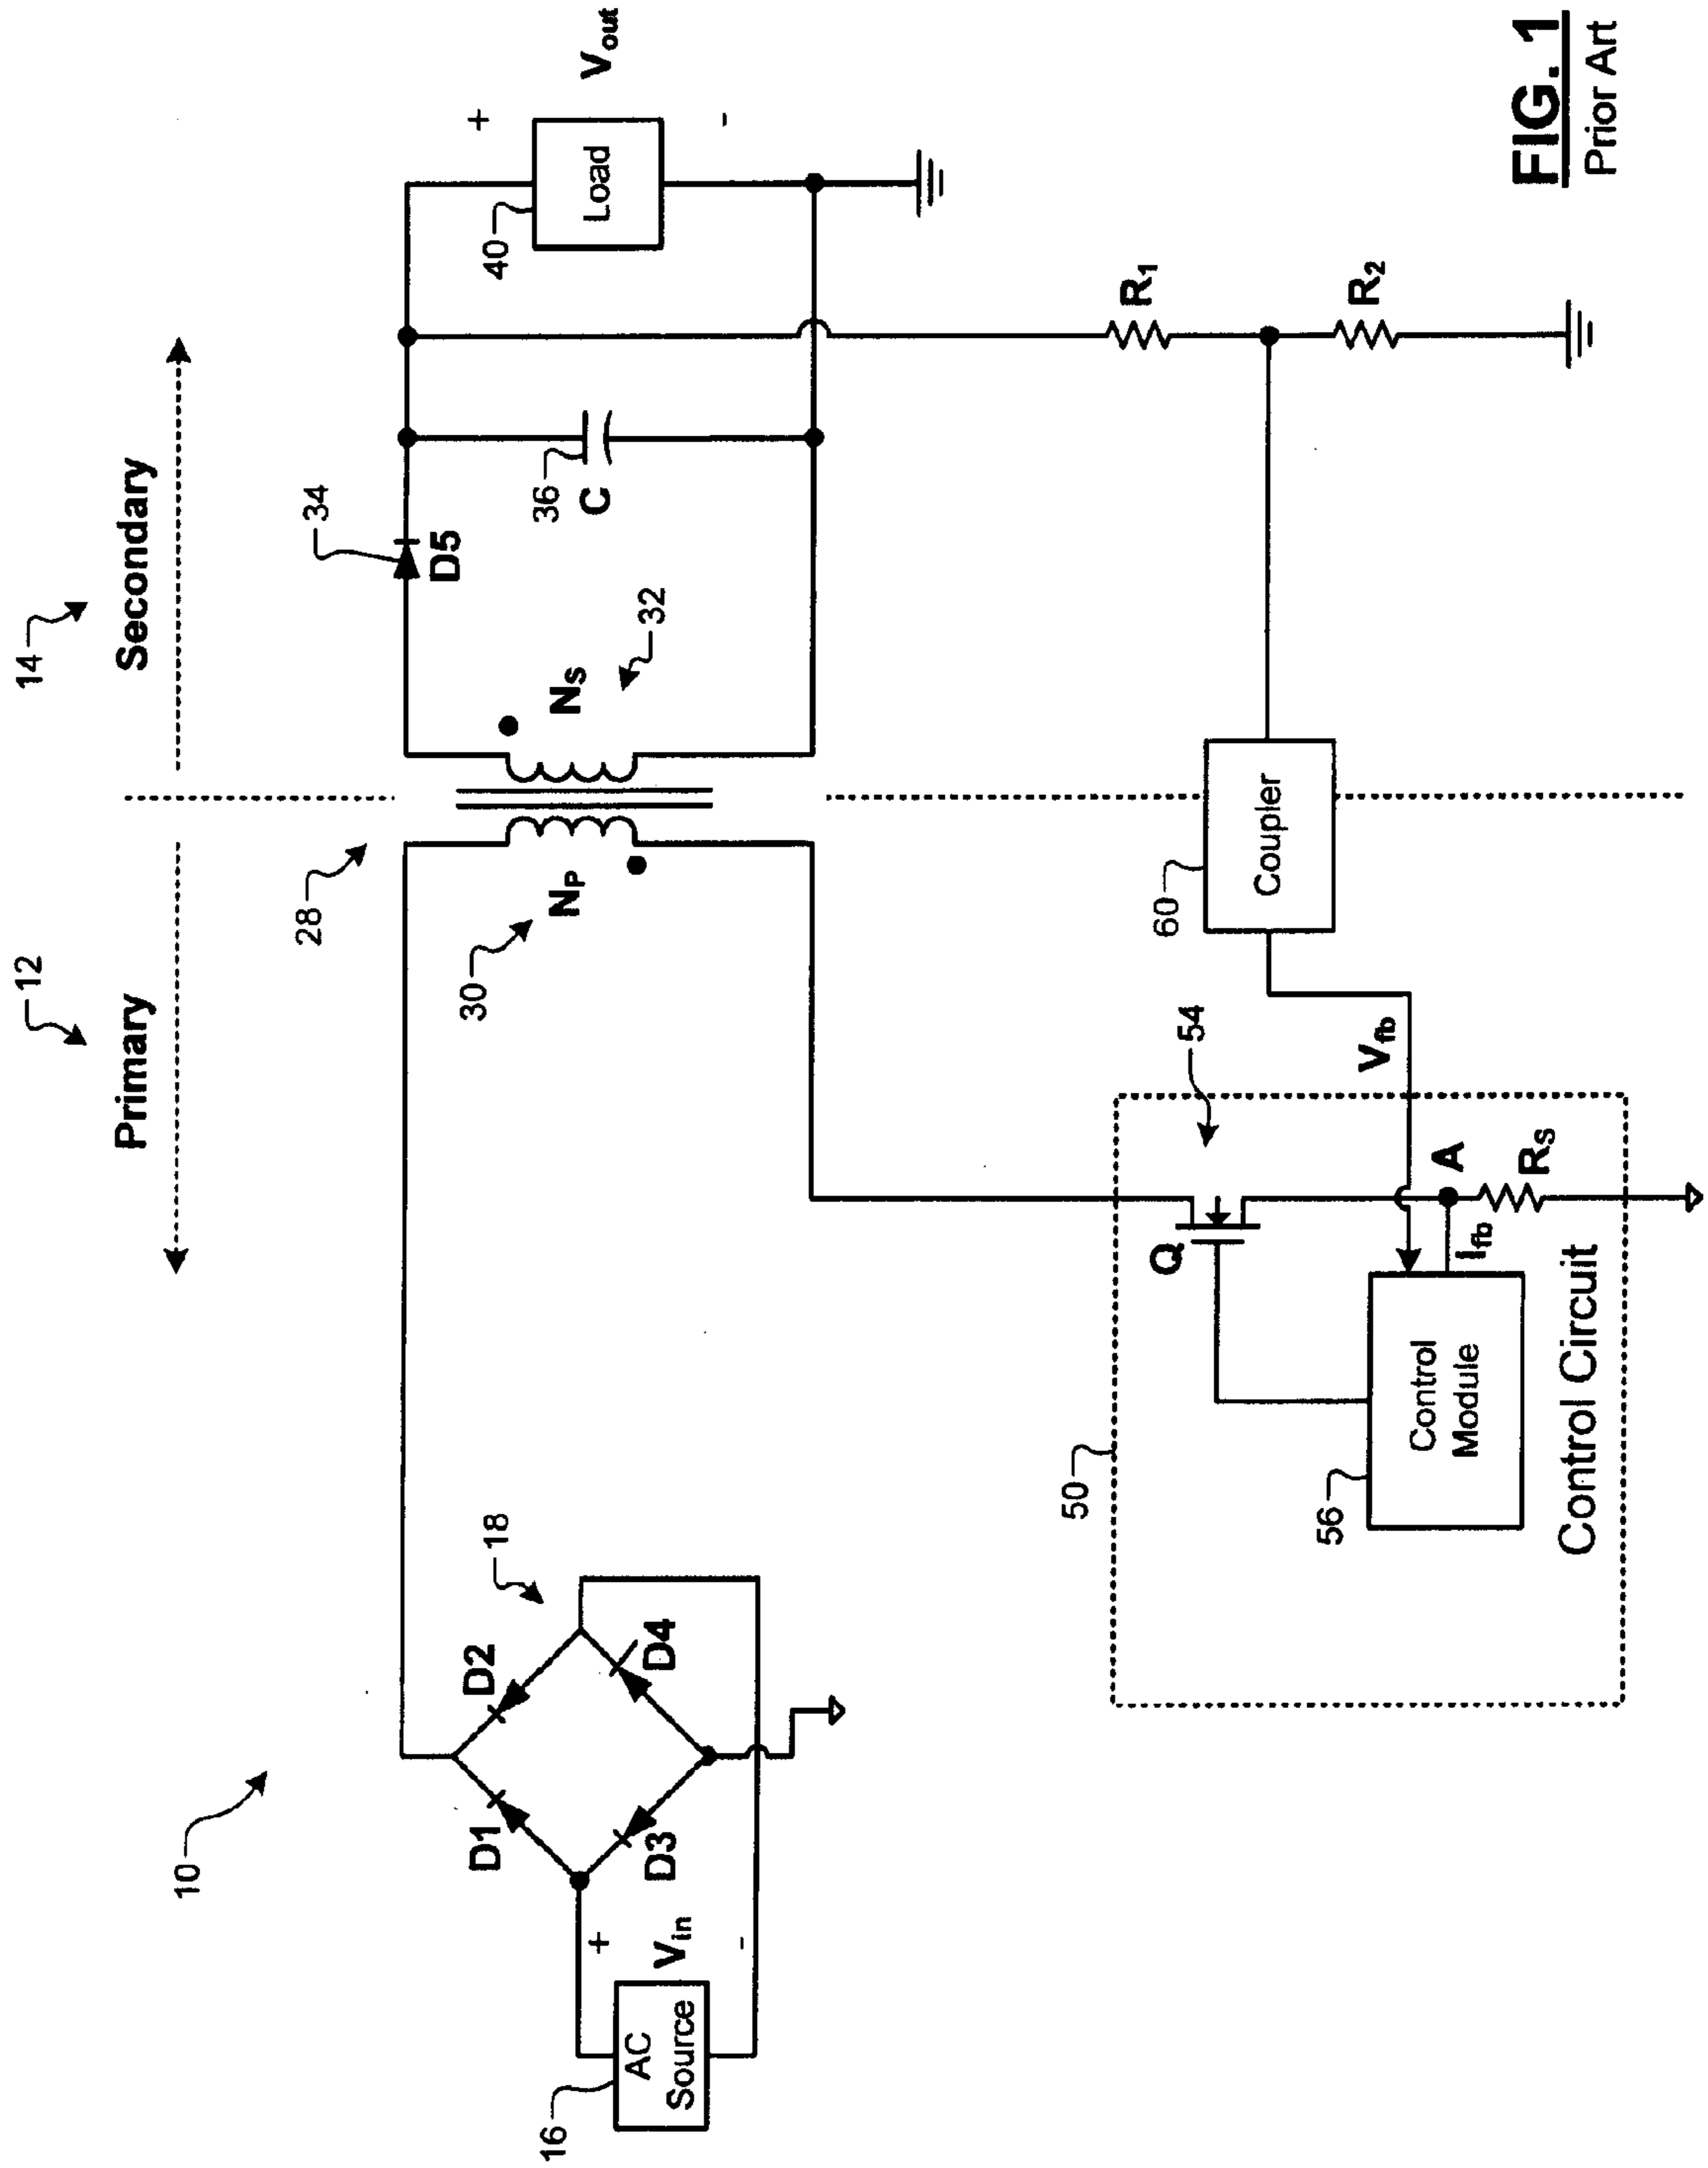 10
12
14
Primary
Secondary
28
34
D5
+
40
Load
Vout
-
36
C
30
NP
NS
32
18
D1
D2
D3
D4
16
AC
Source
+
Vin
-
60
Coupler
R1
R2
50
54
Q
Vfb
A
Ifb
RS
56
Control
Module
Control Circuit
FIG. 1
Prior Art